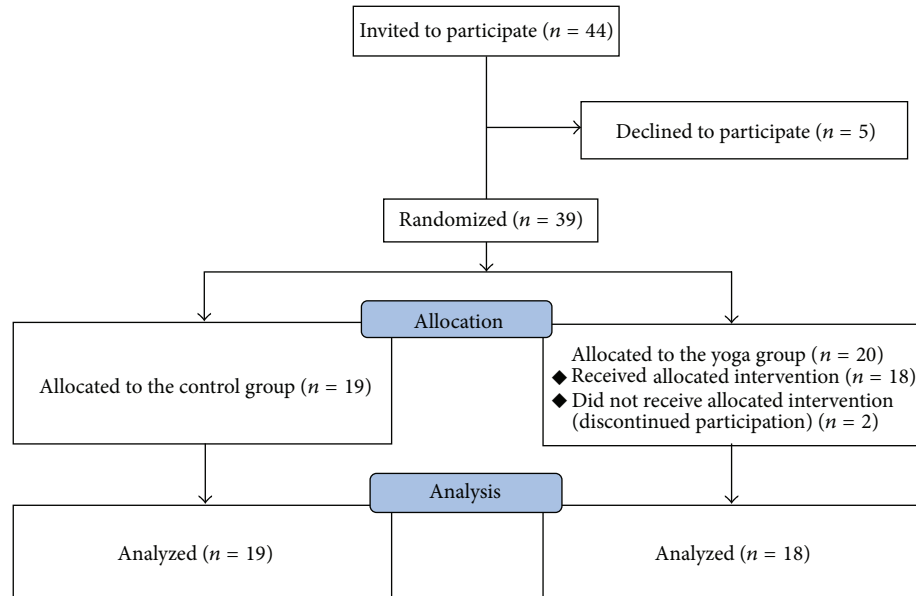 Invited to participate (n = 44)
Declined to participate (n = 5)
Randomized (n = 39)
Allocation
Allocated to the control group (n = 19)
Allocated to the yoga group (n = 20)
◆ Received allocated intervention (n = 18)
◆ Did not receive allocated intervention
(discontinued participation) (n = 2)
Analysis
Analyzed (n = 19)
Analyzed (n = 18)